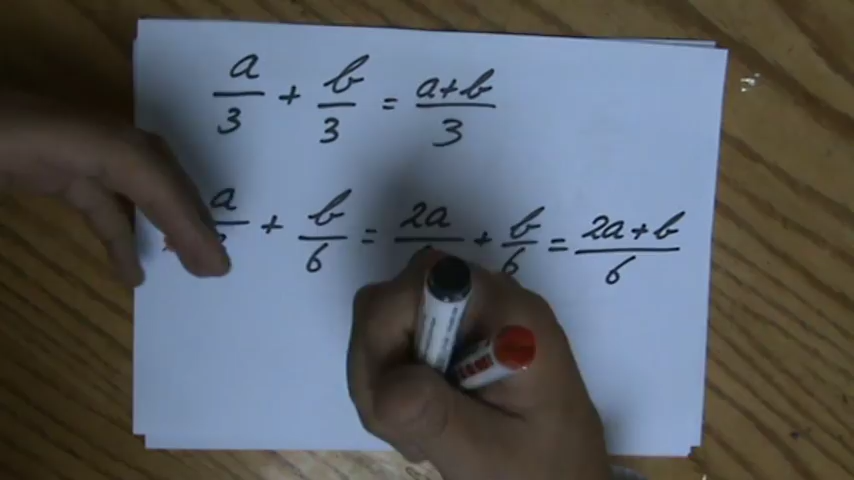 a/3 + b/3 = (a+b)/3
a/ + b/6 = 2a/ + b/6 = (2a+b)/6